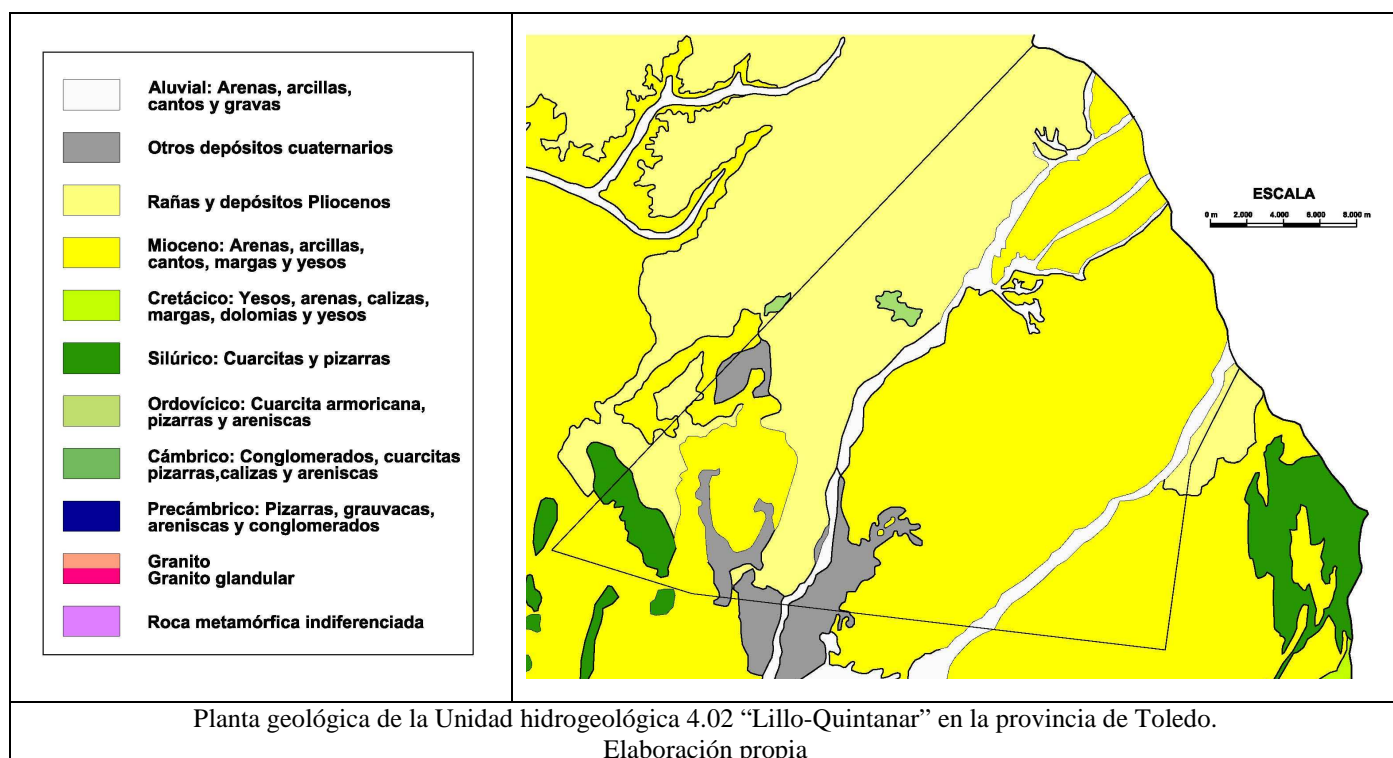 Aluvial: Arenas, arcillas,
cantos y gravas
Otros depósitos cuaternarios
Rañas y depósitos Pliocenos
Mioceno: Arenas, arcillas,
cantos, margas y yesos
Cretácico: Yesos, arenas, calizas,
margas, dolomias y yesos
Silúrico: Cuarcitas y pizarras
Ordovícico: Cuarcita armoricana,
pizarras y areniscas
Cámbrico: Conglomerados, cuarcitas
pizarras,calizas y areniscas
Precámbrico: Pizarras, grauvacas,
areniscas y conglomerados
Granito
Granito glandular
Roca metamórfica indiferenciada
ESCALA
0 m 2.000 4.000 6.000 8.000 m
Planta geológica de la Unidad hidrogeológica 4.02 “Lillo-Quintanar” en la provincia de Toledo.
Elaboración propia